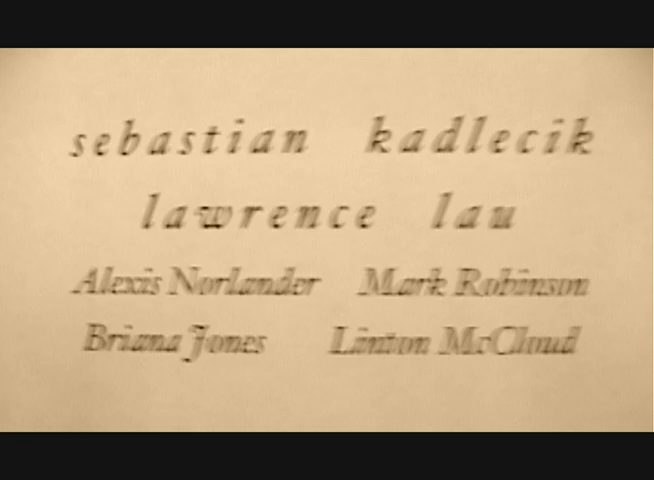 sebastian kadlecik
lawrence lau
Alexis Norlander Mark Robinson
Briana Jones Linton McCloud